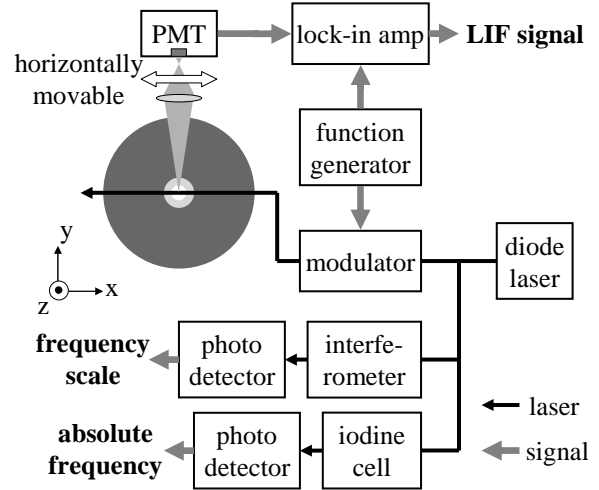 PMT
lock-in amp
LIF signal
horizontally
movable
function
generator
y
z
x
modulator
diode
laser
frequency
scale
photo
detector
interfe-
rometer
laser
absolute
frequency
photo
detector
iodine
cell
signal